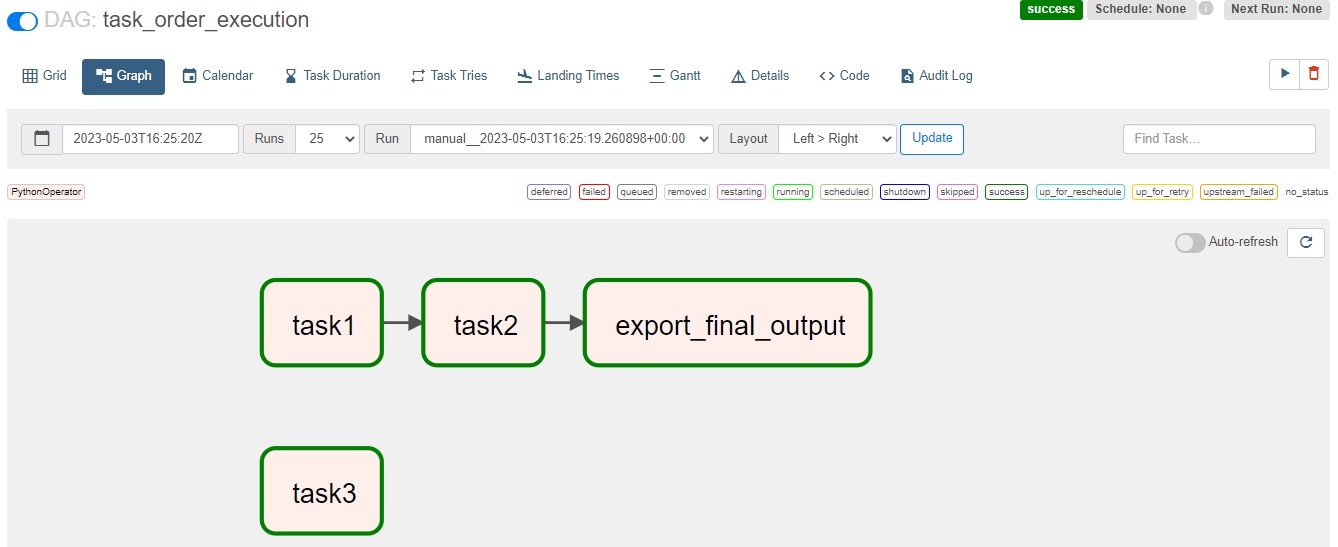 DAG: task_order_execution
success
Schedule: None
Next Run: None
Grid
Graph
Calendar
Task Duration
Task Tries
Landing Times
Gantt
Details
<> Code
Audit Log
2023-05-03T16:25:20Z
Runs
25
Run
manual__2023-05-03T16:25:19.260898+00:00
Layout
Left > Right
Update
Find Task...
PythonOperator
deferred
failed
queued
removed
restarting
running
scheduled
shutdown
skipped
success
up_for_reschedule
up_for_retry
upstream_failed
no_status
Auto-refresh
task1
task2
export_final_output
task3